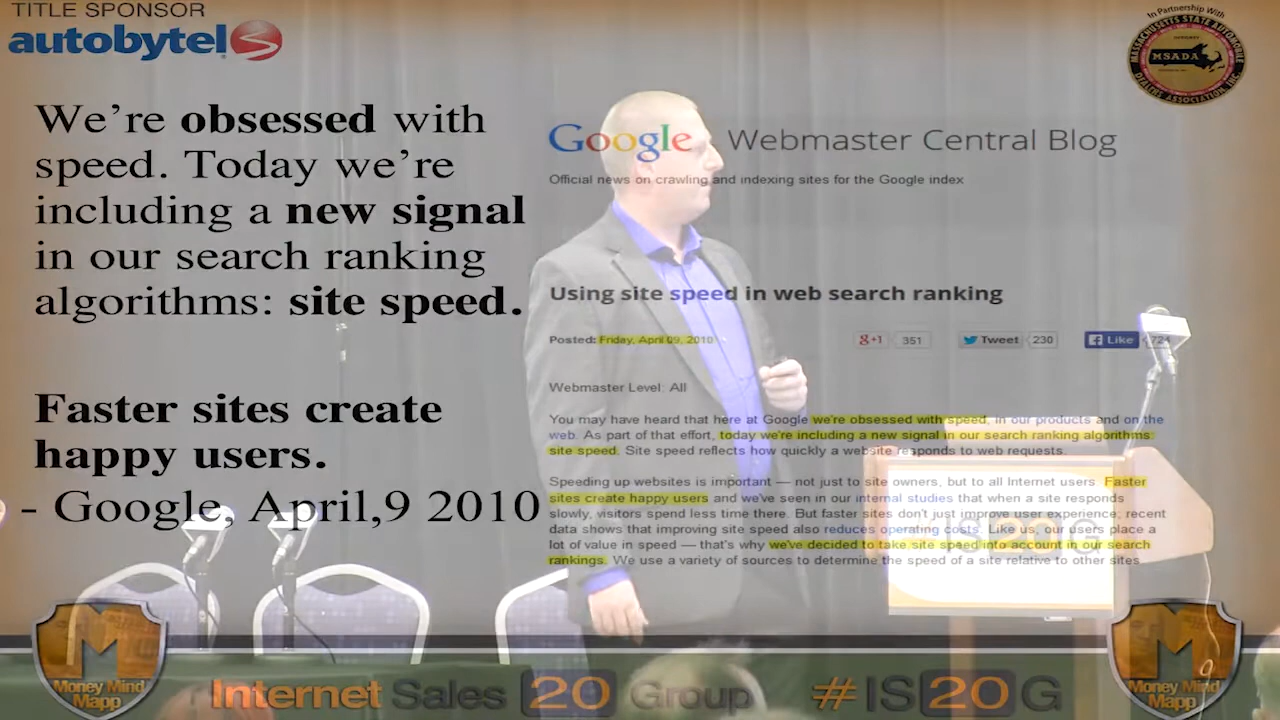 TITLE SPONSOR
autobytel
In Partnership With
MASSACHUSETTS STATE AUTOMOBILE
MSADA
DEALERS ASSOCIATION, INC.
We're obsessed with
speed. Today we're
including a new signal
in our search ranking
algorithms: site speed.
Faster sites create
happy users.
- Google, April,9 2010
Google Webmaster Central Blog
Official news on crawling and indexing sites for the Google index
Using site speed in web search ranking
Posted: Friday, April 09, 2010
g+1 351 Tweet 230 Like 724
Webmaster Level: All
You may have heard that here at Google we're obsessed with speed, in our products and on the
web. As part of that effort, today we're including a new signal in our search ranking algorithms:
site speed. Site speed reflects how quickly a website responds to web requests.
Speeding up websites is important — not just to site owners, but to all Internet users. Faster
sites create happy users and we've seen in our internal studies that when a site responds
slowly, visitors spend less time there. But faster sites don't just improve user experience; recent
data shows that improving site speed also reduces operating costs. Like us, our users place a
lot of value in speed — that's why we've decided to take site speed into account in our search
rankings. We use a variety of sources to determine the speed of a site relative to other sites
IS20G
Money Mind
Mapp
Internet Sales 20 Group
#IS20G
Money Mind
Mapp